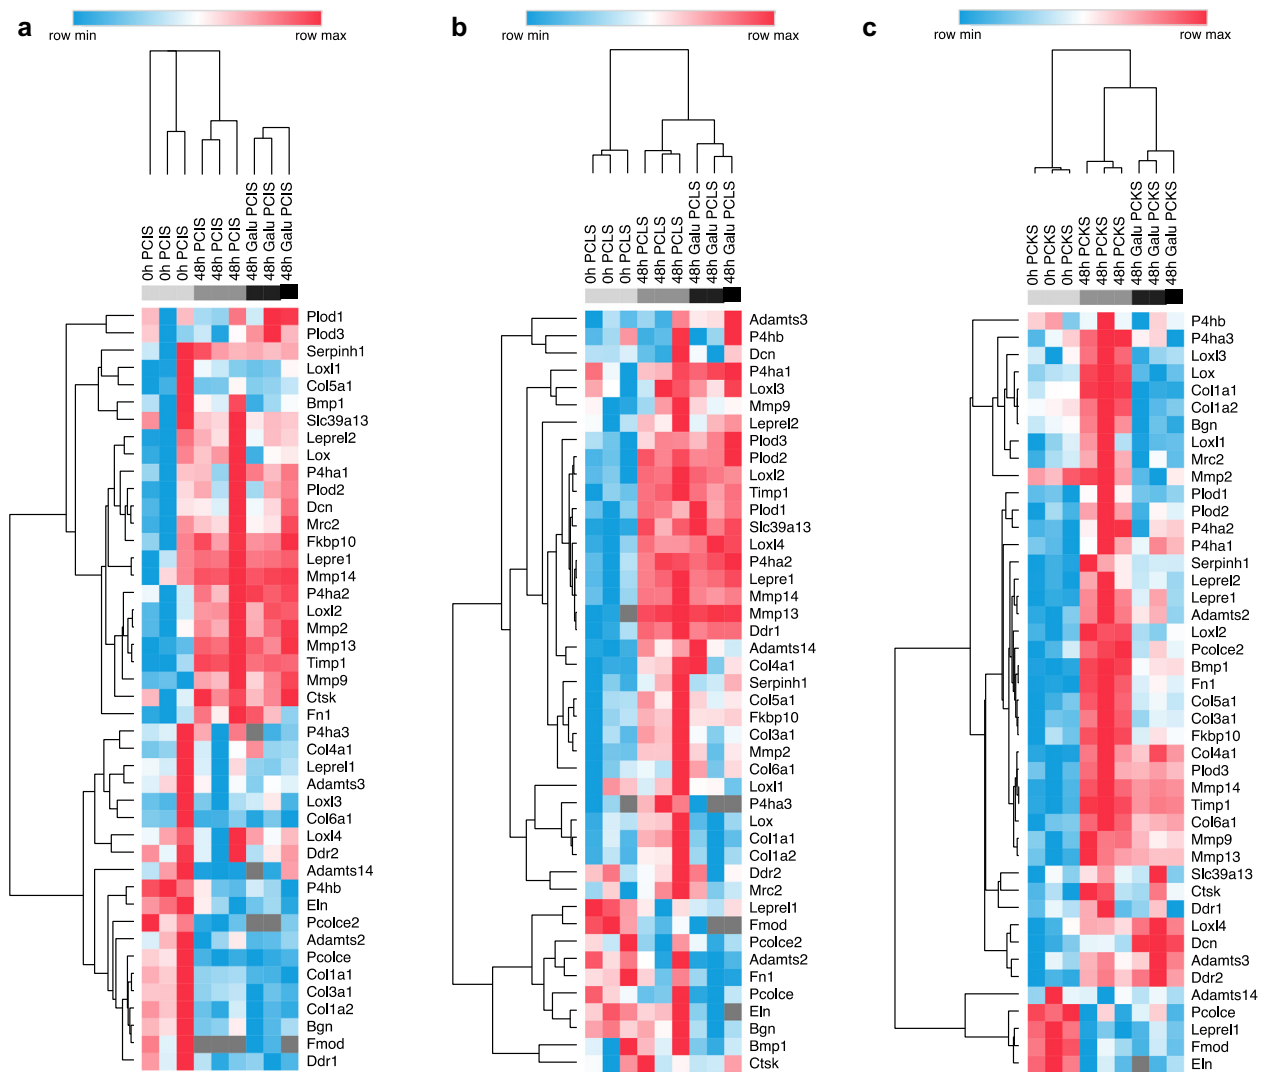 a
row min
row max
0h PCIS
0h PCIS
0h PCIS
48h PCIS
48h PCIS
48h PCIS
48h Galu PCIS
48h Galu PCIS
48h Galu PCIS
Plod1
Plod3
Serpinh1
Loxl1
Col5a1
Bmp1
Slc39a13
Leprel2
Lox
P4ha1
Plod2
Dcn
Mrc2
Fkbp10
Lepre1
Mmp14
P4ha2
Loxl2
Mmp2
Mmp13
Timp1
Mmp9
Ctsk
Fn1
P4ha3
Col4a1
Leprel1
Adamts3
Loxl3
Col6a1
Loxl4
Ddr2
Adamts14
P4hb
Eln
Pcolce2
Adamts2
Pcolce
Col1a1
Col3a1
Col1a2
Bgn
Fmod
Ddr1
b
row min
row max
0h PCLS
0h PCLS
0h PCLS
48h PCLS
48h PCLS
48h PCLS
48h Galu PCLS
48h Galu PCLS
48h Galu PCLS
Adamts3
P4hb
Dcn
P4ha1
Loxl3
Mmp9
Leprel2
Plod3
Plod2
Loxl2
Timp1
Plod1
Slc39a13
Loxl4
P4ha2
Lepre1
Mmp14
Mmp13
Ddr1
Adamts14
Col4a1
Serpinh1
Col5a1
Fkbp10
Col3a1
Mmp2
Col6a1
Loxl1
P4ha3
Lox
Col1a1
Col1a2
Ddr2
Mrc2
Leprel1
Fmod
Pcolce2
Adamts2
Fn1
Pcolce
Eln
Bgn
Bmp1
Ctsk
c
row min
row max
0h PCKS
0h PCKS
0h PCKS
48h PCKS
48h PCKS
48h PCKS
48h Galu PCKS
48h Galu PCKS
48h Galu PCKS
P4hb
P4ha3
Loxl3
Lox
Col1a1
Col1a2
Bgn
Loxl1
Mrc2
Mmp2
Plod1
Plod2
P4ha2
P4ha1
Serpinh1
Leprel2
Lepre1
Adamts2
Loxl2
Pcolce2
Bmp1
Fn1
Col5a1
Col3a1
Fkbp10
Col4a1
Plod3
Mmp14
Timp1
Col6a1
Mmp9
Mmp13
Slc39a13
Ctsk
Ddr1
Loxl4
Dcn
Adamts3
Ddr2
Adamts14
Pcolce
Leprel1
Fmod
Eln